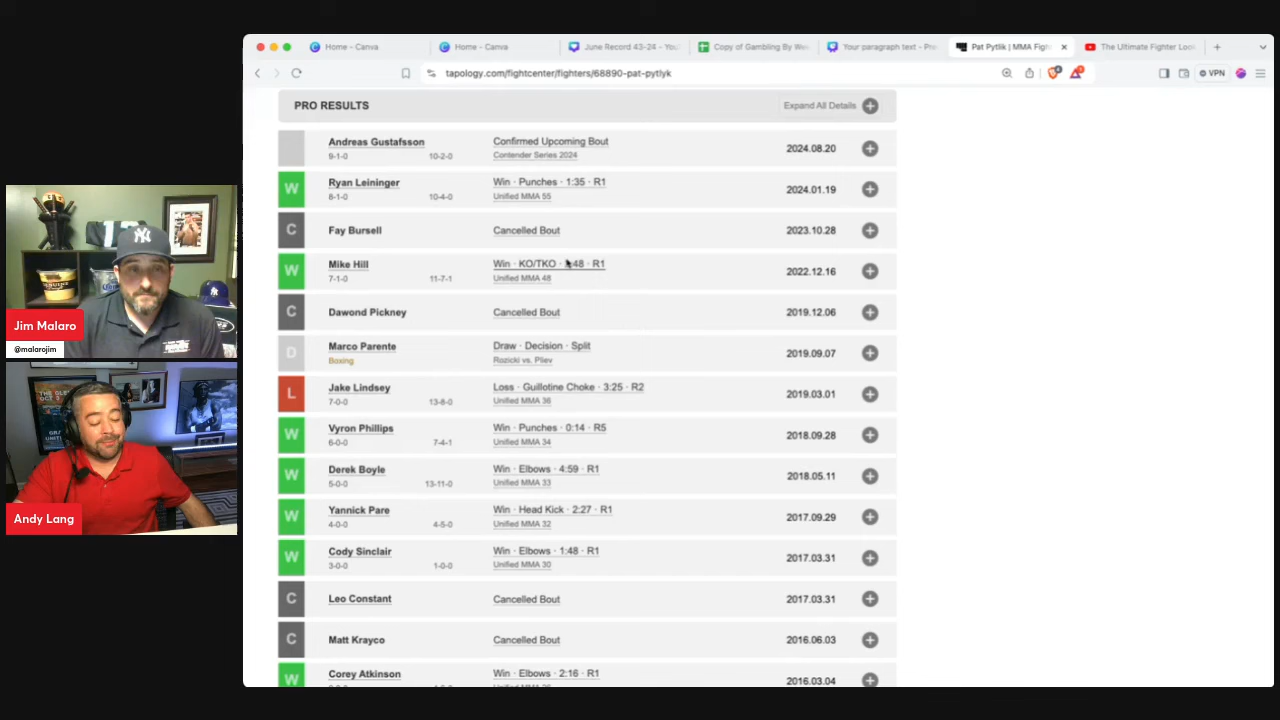 Home - Canva
Home - Canva
June Record 43-24 - You
Copy of Gambling By Wee
Your paragraph text - Pre
Pat Pytlik | MMA Figh
The Ultimate Fighter Look
tapology.com/fightcenter/fighters/68890-pat-pytlyk
VPN
PRO RESULTS
Expand All Details
Andreas Gustafsson
Confirmed Upcoming Bout
9-1-0
10-2-0
Contender Series 2024
2024.08.20
W
Ryan Leininger
Win · Punches · 1:35 · R1
8-1-0
10-4-0
Unified MMA 55
2024.01.19
C
Fay Bursell
Cancelled Bout
2023.10.28
W
Mike Hill
Win · KO/TKO · :48 · R1
7-1-0
11-7-1
Unified MMA 48
2022.12.16
C
Dawond Pickney
Cancelled Bout
2019.12.06
D
Marco Parente
Draw · Decision · Split
Boxing
Rozicki vs. Pliev
2019.09.07
L
Jake Lindsey
Loss · Guillotine Choke · 3:25 · R2
7-0-0
13-8-0
Unified MMA 36
2019.03.01
W
Vyron Phillips
Win · Punches · 0:14 · R5
6-0-0
7-4-1
Unified MMA 34
2018.09.28
W
Derek Boyle
Win · Elbows · 4:59 · R1
5-0-0
13-11-0
Unified MMA 33
2018.05.11
W
Yannick Pare
Win · Head Kick · 2:27 · R1
4-0-0
4-5-0
Unified MMA 32
2017.09.29
W
Cody Sinclair
Win · Elbows · 1:48 · R1
3-0-0
1-0-0
Unified MMA 30
2017.03.31
C
Leo Constant
Cancelled Bout
2017.03.31
C
Matt Krayco
Cancelled Bout
2016.06.03
W
Corey Atkinson
Win · Elbows · 2:16 · R1
2016.03.04
Jim Malaro
@malarojim
Andy Lang